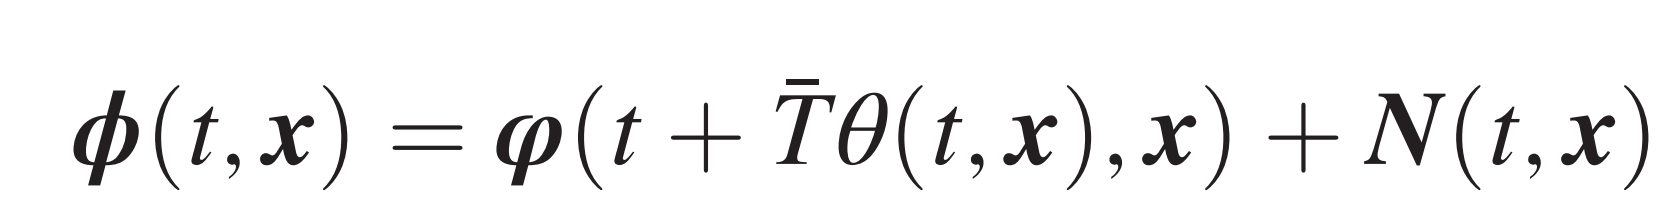 ϕ(t, x) = φ(t + T̄θ(t, x), x) + N(t, x)